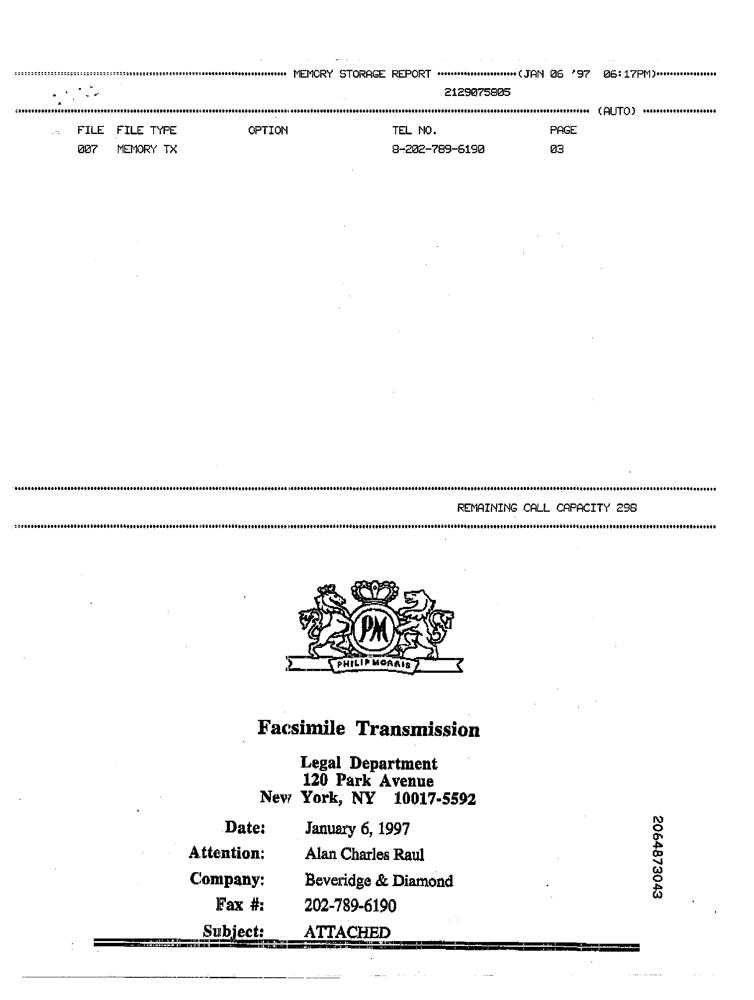 MEMORY STORAGE REPORT (JAN 06 '97 06:17PM)
2129075805
(AUTO)
FILE FILE TYPE OPTION TEL NO. PAGE
007 MEMORY TX 8-202-789-6190 03
REMAINING CALL CAPACITY 298
PM
PHILIP MORRIS
Facsimile Transmission
Legal Department
120 Park Avenue
New York, NY 10017-5592
Date: January 6, 1997
Attention: Alan Charles Raul
Company: Beveridge & Diamond
Fax #: 202-789-6190
Subject: ATTACHED
2064873043